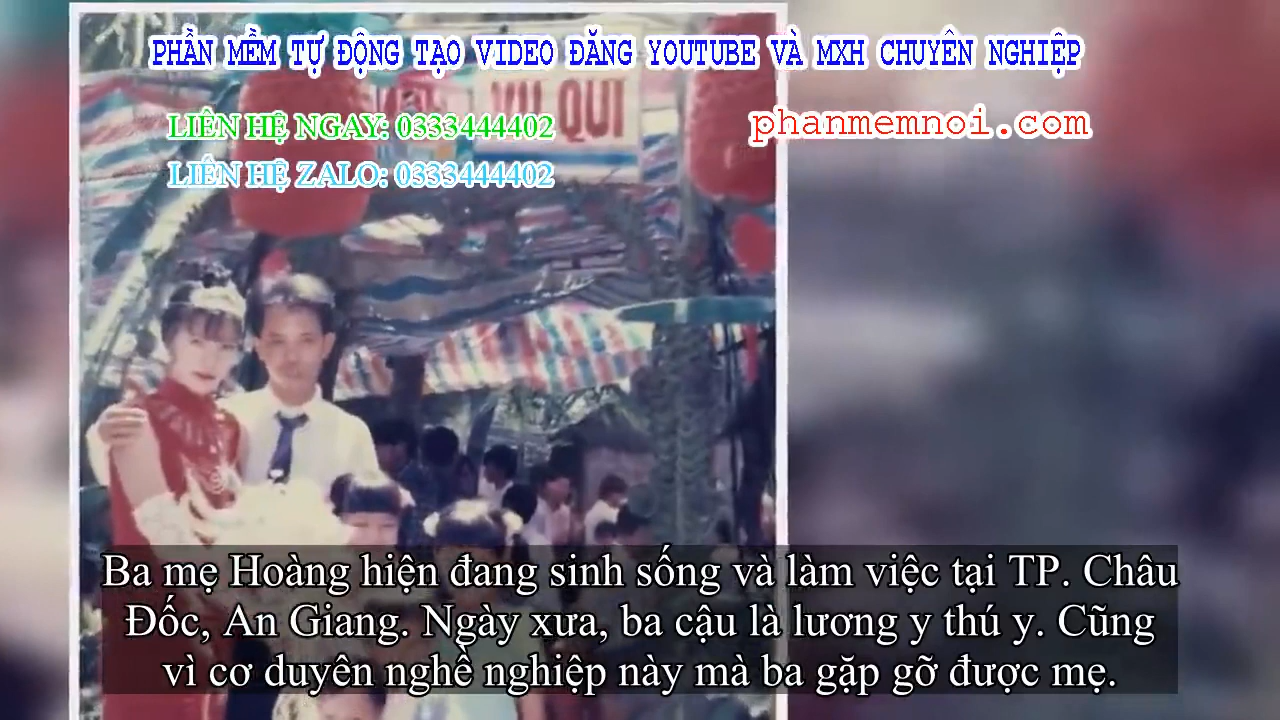 PHẦN MỀM TỰ ĐỘNG TẠO VIDEO ĐĂNG YOUTUBE VÀ MXH CHUYÊN NGHIỆP
VU QUI
LIÊN HỆ NGAY: 0333444402
phanmemnoi.com
LIÊN HỆ ZALO: 0333444402
Ba mẹ Hoàng hiện đang sinh sống và làm việc tại TP. Châu
Đốc, An Giang. Ngày xưa, ba cậu là lương y thú y. Cũng
vì cơ duyên nghề nghiệp này mà ba gặp gỡ được mẹ.